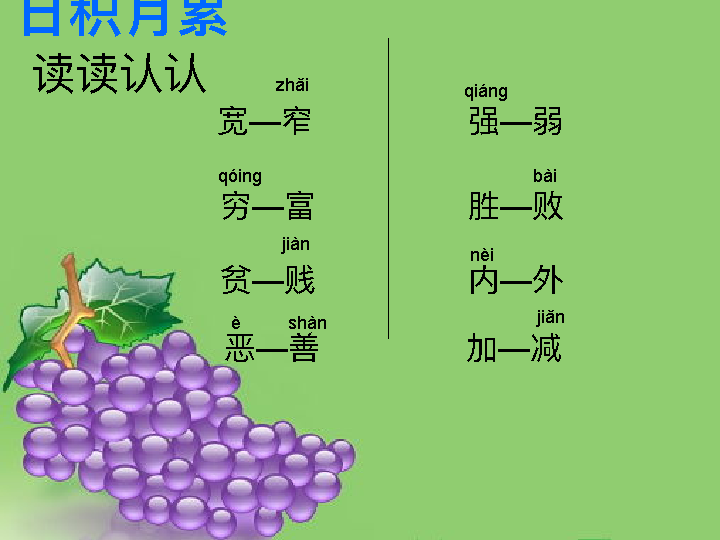 日积月累
读读认认
zhǎi
宽—窄
qóing
穷—富
jiàn
贫—贱
è shàn
恶—善
qiáng
强—弱
bài
胜—败
nèi
内—外
jiǎn
加—减